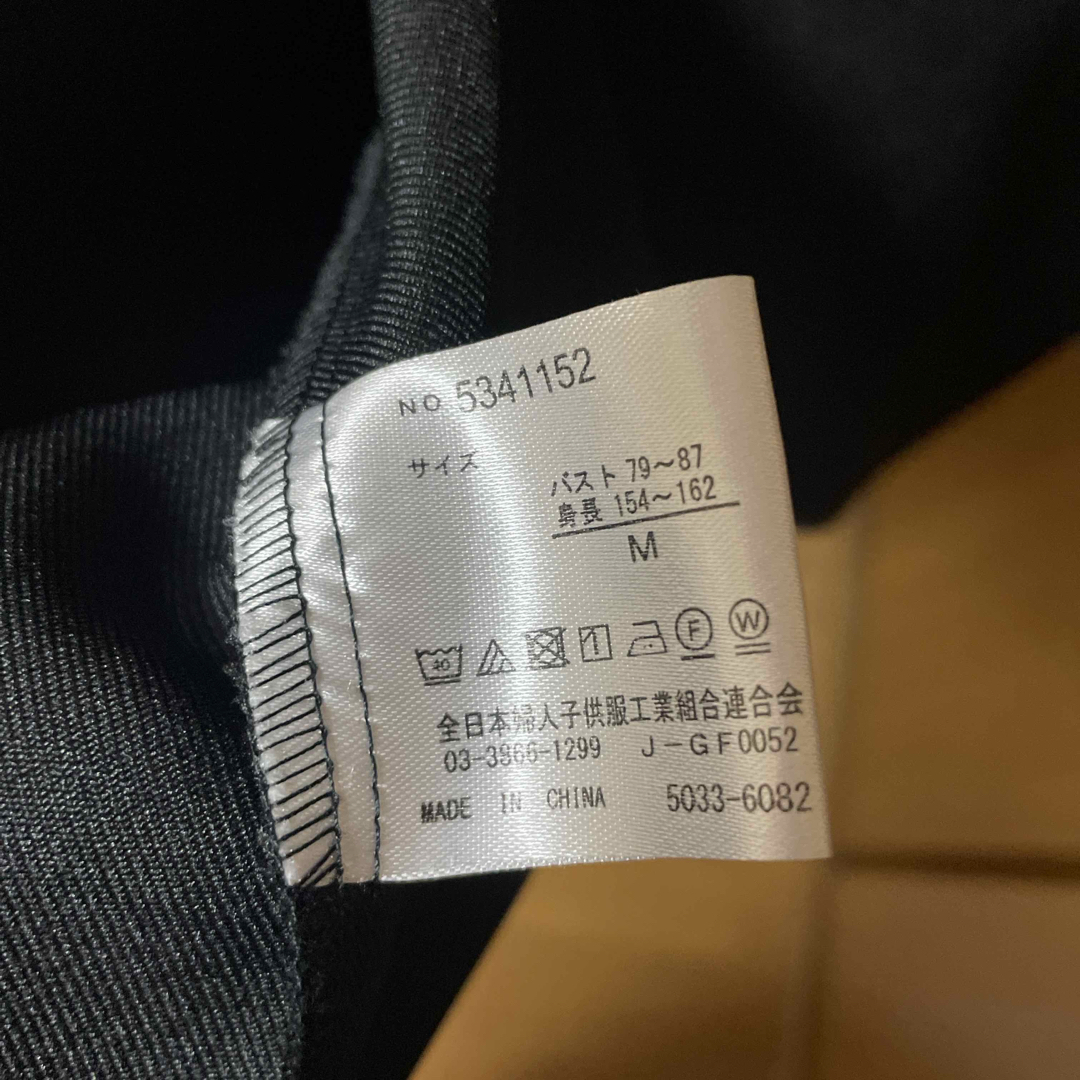 NO 5341152
サイズ
バスト 79～87
身長 154～162
M
40
F W
全日本婦人子供服工業組合連合会
03-3866-1299 J-GF0052
MADE IN CHINA 5033-6082